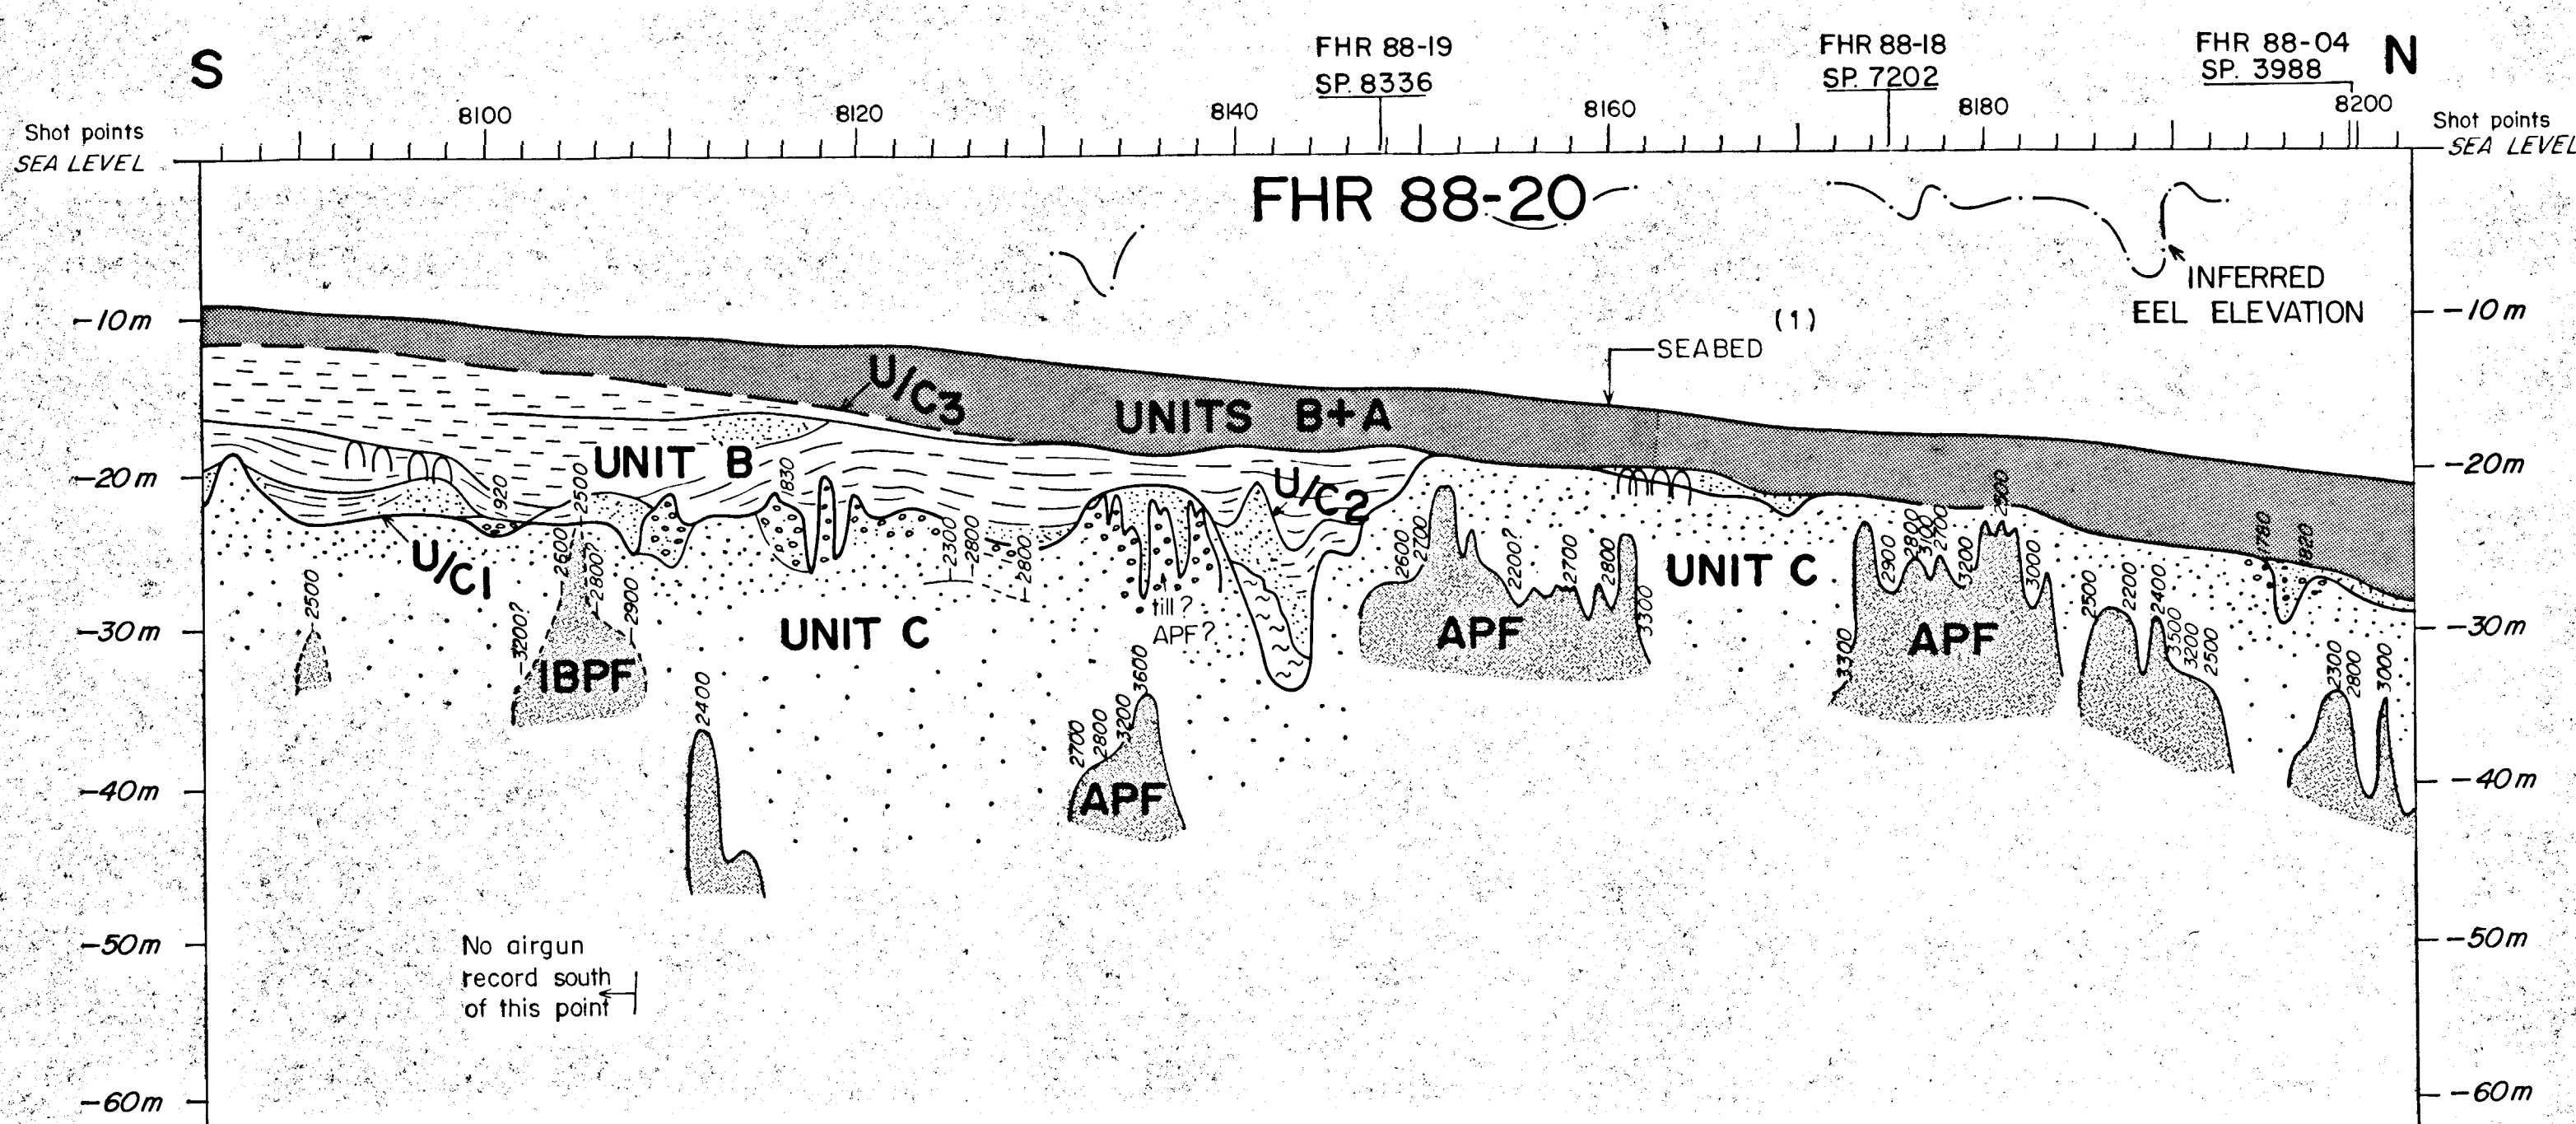 S
FHR 88-19
SP. 8336
FHR 88-18
SP. 7202
FHR 88-04
SP. 3988
N
8100
8120
8140
8160
8180
8200
Shot points
SEA LEVEL
Shot points
SEA LEVEL
FHR 88-20
INFERRED
EEL ELEVATION
-10m
-10m
(1)
SEABED
U/C3
UNITS B+A
UNIT B
-20m
-20m
U/C2
920
2500
1830
2500
1780
1820
2600
2800?
2900
2300
2800
2800
2600
2700
2200?
2700
2800
3300
UNIT C
2900
2800
3100
2700
3200
3000
U/C1
2500
3200?
IBPF
till?
APF?
APF
3300
APF
2500
2200
2400
3500
3200
2500
-30m
-30m
UNIT C
2400
2700
2800
3200
3600
APF
2300
2800
3000
-40m
-40m
-50m
-50m
No airgun
record south
of this point
-60m
-60m